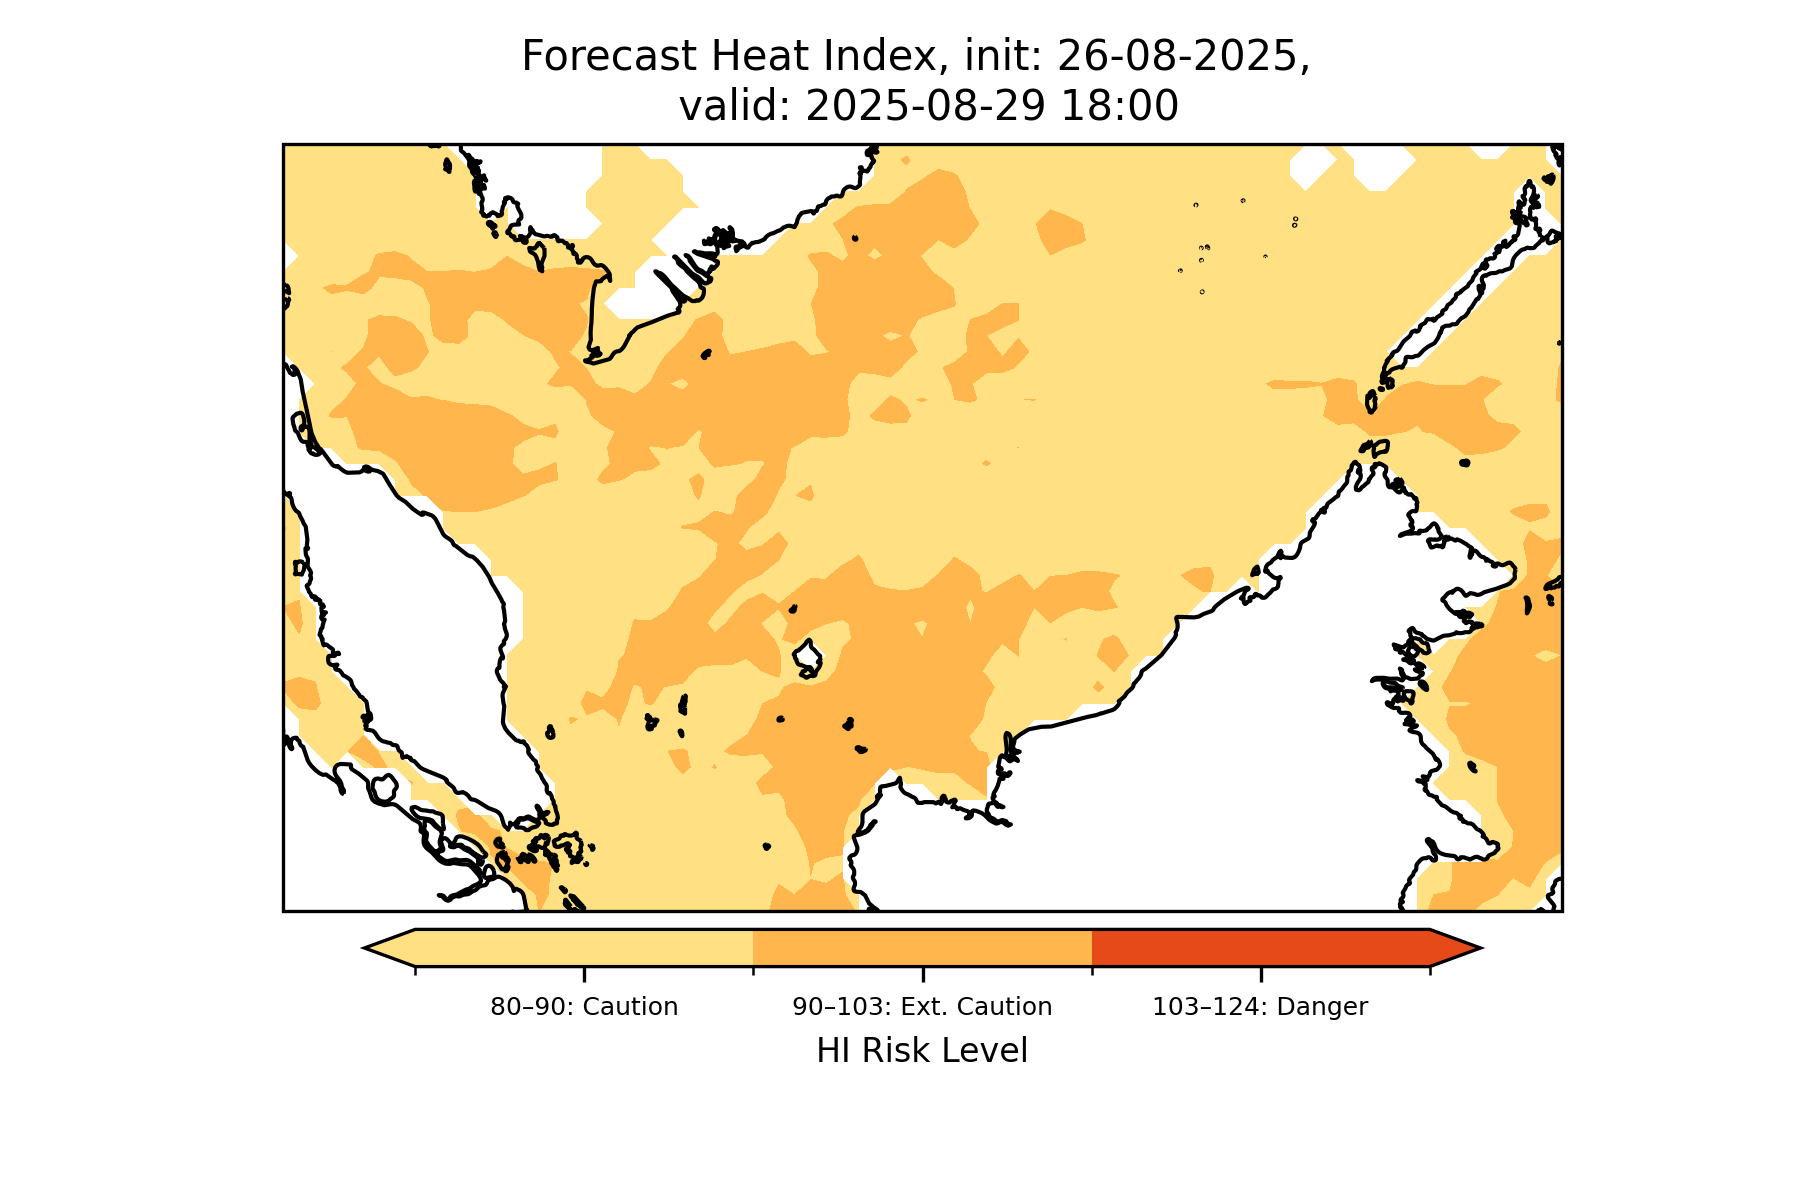 Forecast Heat Index, init: 26-08-2025,
valid: 2025-08-29 18:00
80–90: Caution
90–103: Ext. Caution
103–124: Danger
HI Risk Level